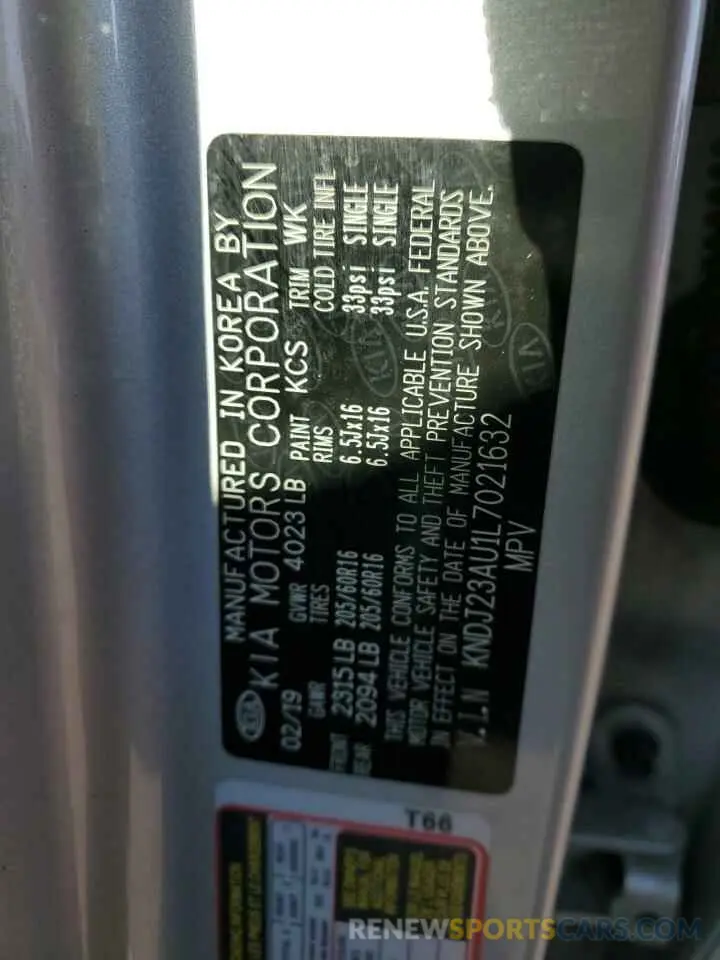 MANUFACTURED IN KOREA BY
KIA KIA MOTORS CORPORATION
02/19 GVWR 4023 LB PAINT KCS TRIM WK
GAWR TIRES RIMS COLD TIRE INFL
FRONT 2315 LB 205/60R16 6.5Jx16 33psi SINGLE
REAR 2094 LB 205/60R16 6.5Jx16 33psi SINGLE
THIS VEHICLE CONFORMS TO ALL APPLICABLE U.S.A. FEDERAL
MOTOR VEHICLE SAFETY AND THEFT PREVENTION STANDARDS
IN EFFECT ON THE DATE OF MANUFACTURE SHOWN ABOVE.
V.I.N KNDJ23AU1L7021632
MPV
T66
RENEWSPORTSCARS.COM